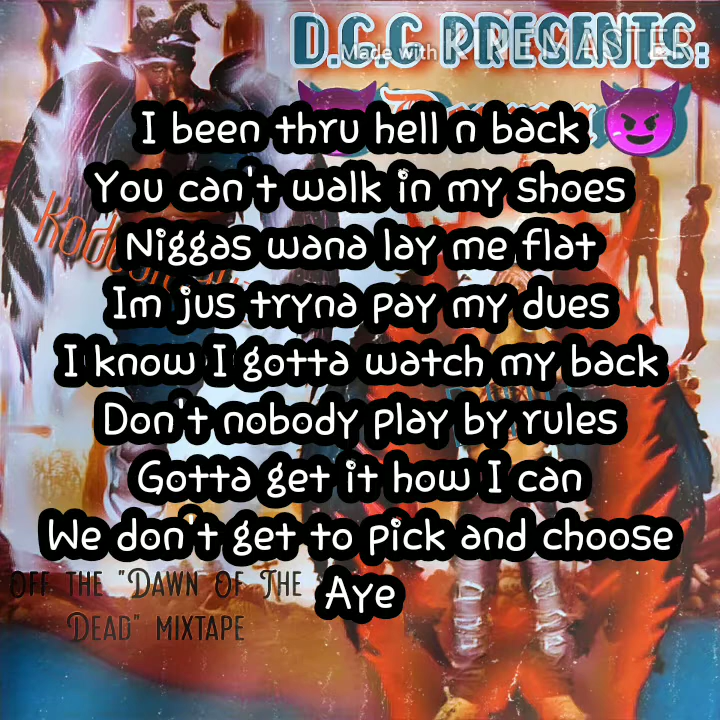 D.C.G PRESENTS:
Made with KINEMASTER
I been thru hell n back
You can't walk in my shoes
Niggas wana lay me flat
Im jus tryna pay my dues
I know I gotta watch my back
Don't nobody play by rules
Gotta get it how I can
We don't get to pick and choose
Aye
OFF THE "DAWN OF THE
DEAD" MIXTAPE